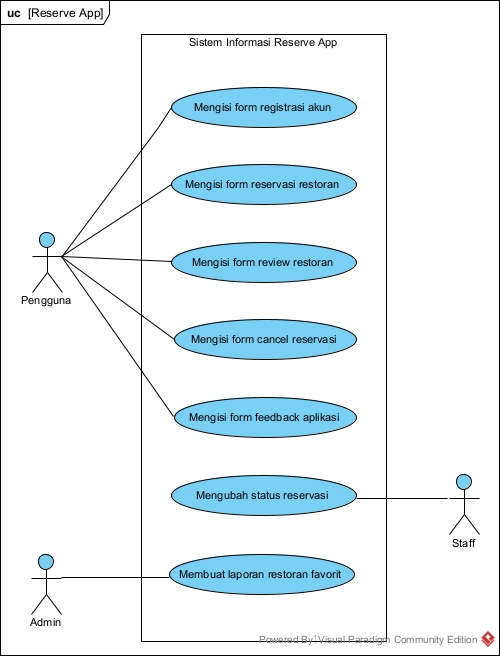 uc [Reserve App]
Sistem Informasi Reserve App
Mengisi form registrasi akun
Mengisi form reservasi restoran
Mengisi form review restoran
Pengguna
Mengisi form cancel reservasi
Mengisi form feedback aplikasi
Mengubah status reservasi
Staff
Membuat laporan restoran favorit
Admin
Powered By: Visual Paradigm Community Edition